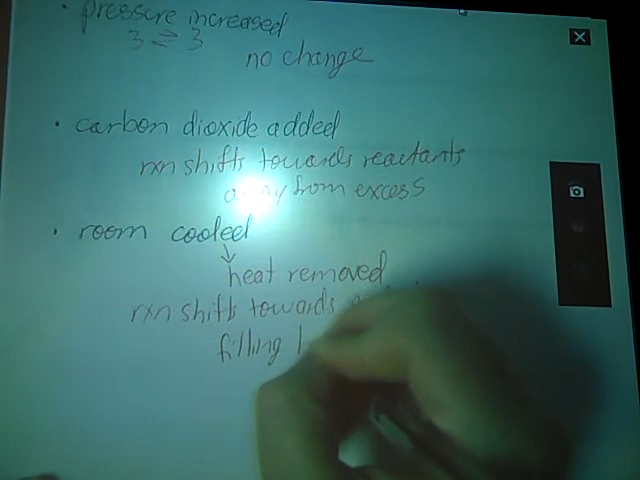 · pressure increased
3 ⇌ 3
no change
· carbon dioxide added
rxn shifts towards reactants
away from excess
· room cooled
↓
heat removed
rxn shifts towards
filling